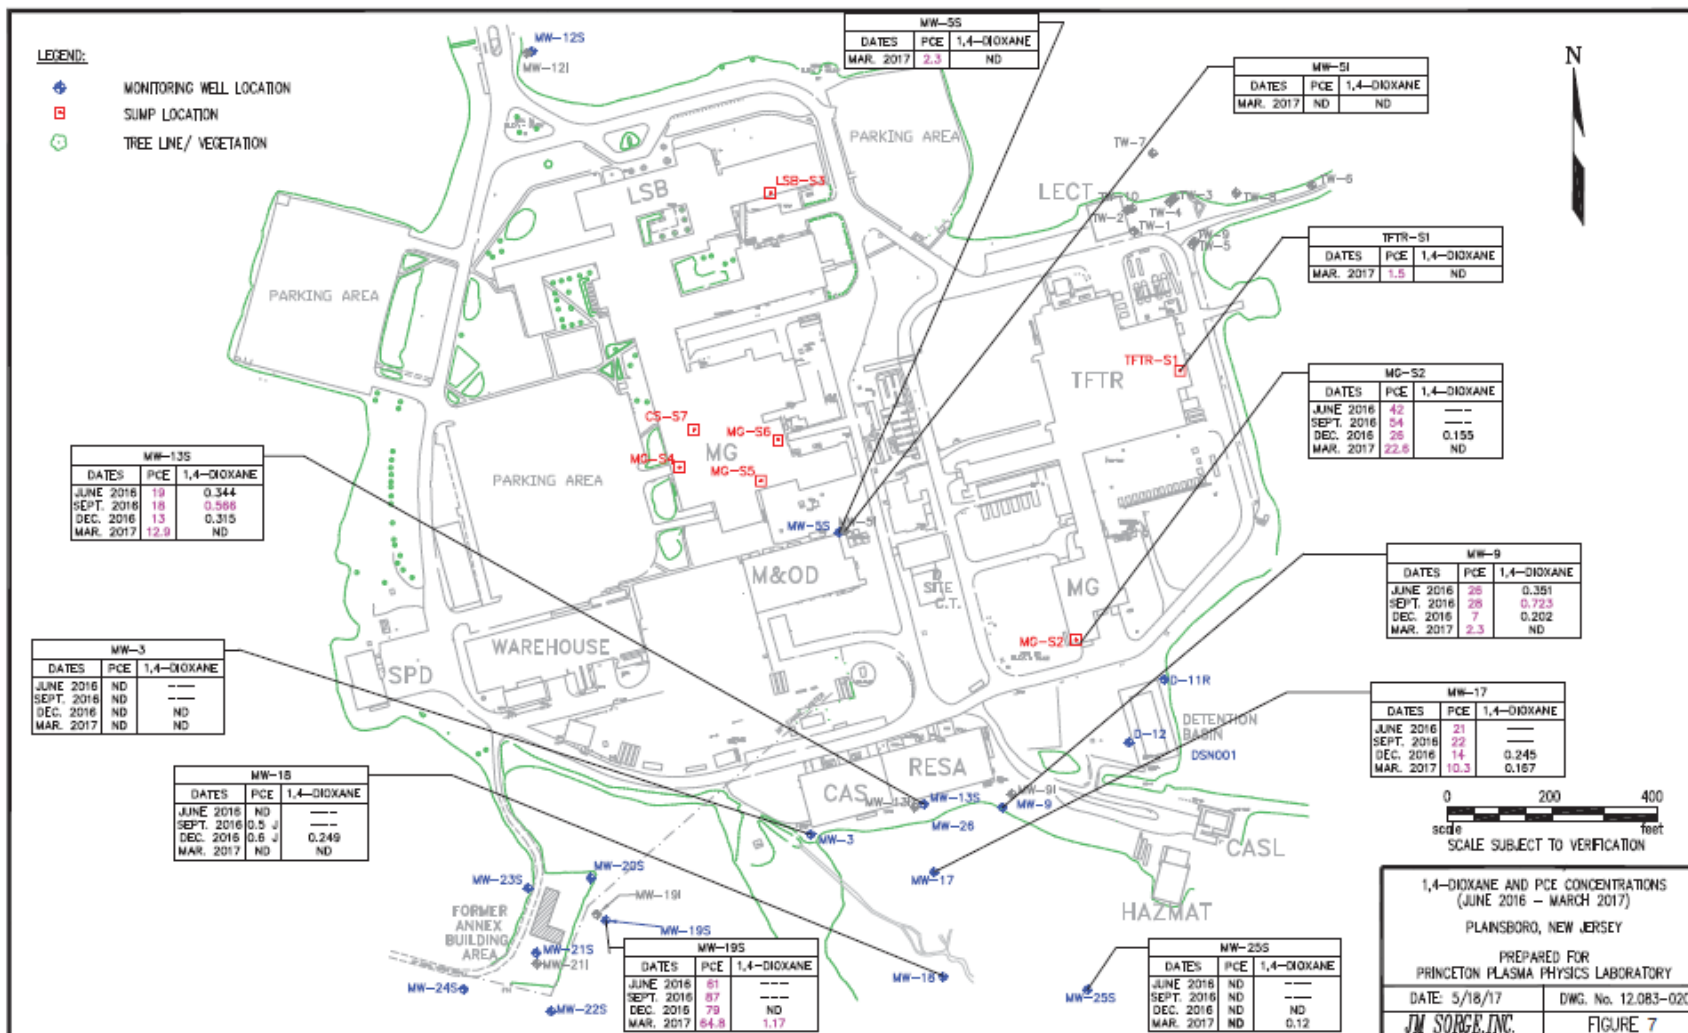 LEGEND:
MONITORING WELL LOCATION
SUMP LOCATION
TREE LINE/ VEGETATION
MW-12S
MW-12I
MW-5S
DATES PCE 1,4-DIOXANE
MAR. 2017 2.3 ND
MW-5I
DATES PCE 1,4-DIOXANE
MAR. 2017 ND ND
N
PARKING AREA
LSB
LSB-S3
TW-7
LECT
TW-10
TW-3
TW-8
TW-6
TW-2
TW-4
TW-1
TW-9
TW-5
TFTR-S1
DATES PCE 1,4-DIOXANE
MAR. 2017 1.5 ND
PARKING AREA
TFTR-S1
TFTR
MG-S2
DATES PCE 1,4-DIOXANE
JUNE 2016 42 ----
SEPT. 2016 54 ----
DEC. 2016 26 0.155
MAR. 2017 22.6 ND
CS-S7
MG-S6
MG
MG-S4
MG-S5
PARKING AREA
MW-13S
DATES PCE 1,4-DIOXANE
JUNE 2016 19 0.344
SEPT. 2016 18 0.566
DEC. 2016 13 0.315
MAR. 2017 12.9 ND
MW-5S
MW-5I
M&OD
D
SITE
C.T.
MG
MG-S2
MW-9
DATES PCE 1,4-DIOXANE
JUNE 2016 26 0.351
SEPT. 2016 28 0.723
DEC. 2016 7 0.202
MAR. 2017 2.3 ND
WAREHOUSE
SPD
MW-3
DATES PCE 1,4-DIOXANE
JUNE 2016 ND ----
SEPT. 2016 ND ----
DEC. 2016 ND ND
MAR. 2017 ND ND
D-11R
DETENTION
BASIN
D-12
DSN001
MW-17
DATES PCE 1,4-DIOXANE
JUNE 2016 21 ----
SEPT. 2016 22 ----
DEC. 2016 14 0.245
MAR. 2017 10.3 0.167
RESA
CAS
MW-13I
MW-13S
MW-9I
MW-9
MW-26
MW-3
MW-18
DATES PCE 1,4-DIOXANE
JUNE 2016 ND ----
SEPT. 2016 0.5 J ----
DEC. 2016 0.6 J 0.249
MAR. 2017 ND ND
0 200 400
scale feet
SCALE SUBJECT TO VERIFICATION
CASL
HAZMAT
MW-17
MW-23S
MW-20S
MW-19I
MW-19S
FORMER
ANNEX
BUILDING
AREA
MW-21S
MW-21I
MW-24S
MW-22S
MW-19S
DATES PCE 1,4-DIOXANE
JUNE 2016 61 ----
SEPT. 2016 87 ----
DEC. 2016 79 ND
MAR. 2017 64.8 1.17
MW-18
MW-25S
MW-25S
DATES PCE 1,4-DIOXANE
JUNE 2016 ND ----
SEPT. 2016 ND ----
DEC. 2016 ND ND
MAR. 2017 ND 0.12
1,4-DIOXANE AND PCE CONCENTRATIONS
(JUNE 2016 - MARCH 2017)
PLAINSBORO, NEW JERSEY
PREPARED FOR
PRINCETON PLASMA PHYSICS LABORATORY
DATE: 5/18/17 DWG. No. 12.083-020
JM SORGE, INC. FIGURE 7